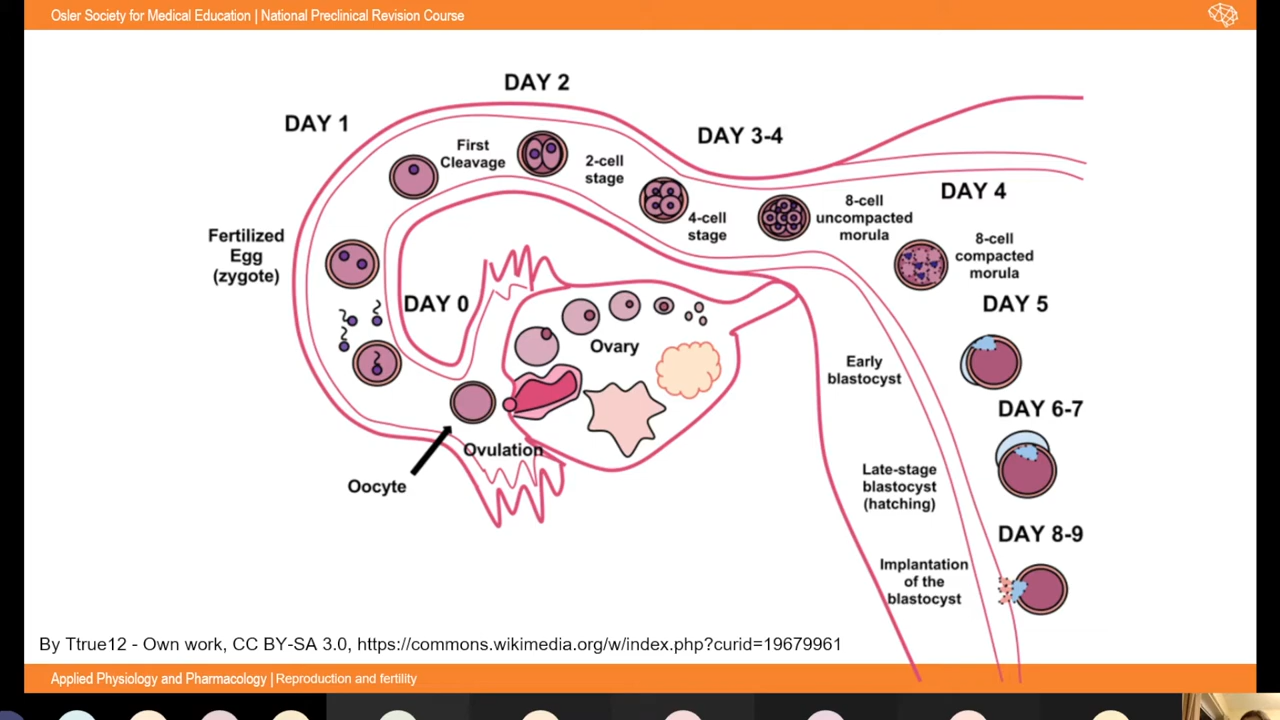 Osler Society for Medical Education | National Preclinical Revision Course
DAY 2
DAY 1
DAY 3-4
First
Cleavage
2-cell
stage
DAY 4
4-cell
stage
8-cell
uncompacted
morula
8-cell
compacted
morula
Fertilized
Egg
(zygote)
DAY 0
DAY 5
Ovary
Early
blastocyst
DAY 6-7
Ovulation
Oocyte
Late-stage
blastocyst
(hatching)
DAY 8-9
Implantation
of the
blastocyst
By Ttrue12 - Own work, CC BY-SA 3.0, https://commons.wikimedia.org/w/index.php?curid=19679961
Applied Physiology and Pharmacology | Reproduction and fertility